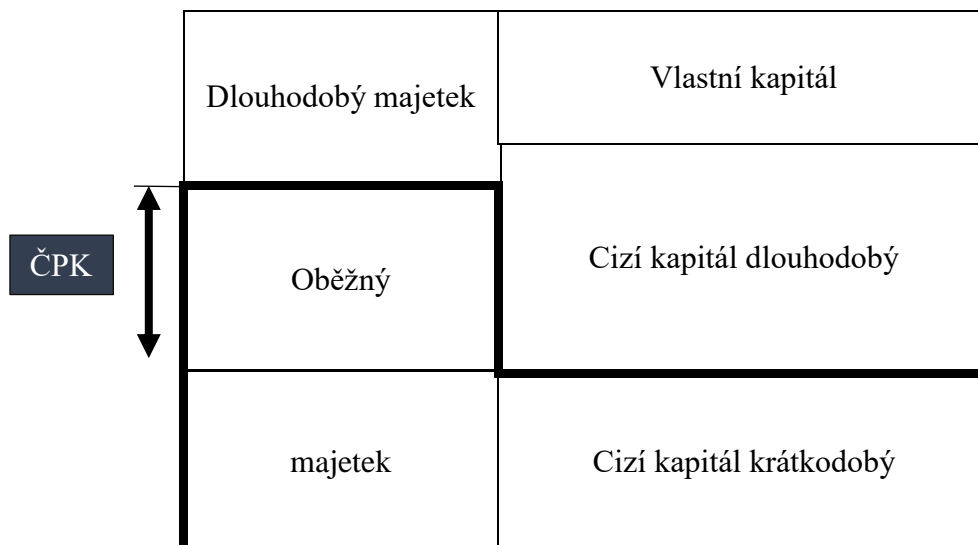 Dlouhodobý majetek
Vlastní kapitál
ČPK
Oběžný
Cizí kapitál dlouhodobý
majetek
Cizí kapitál krátkodobý